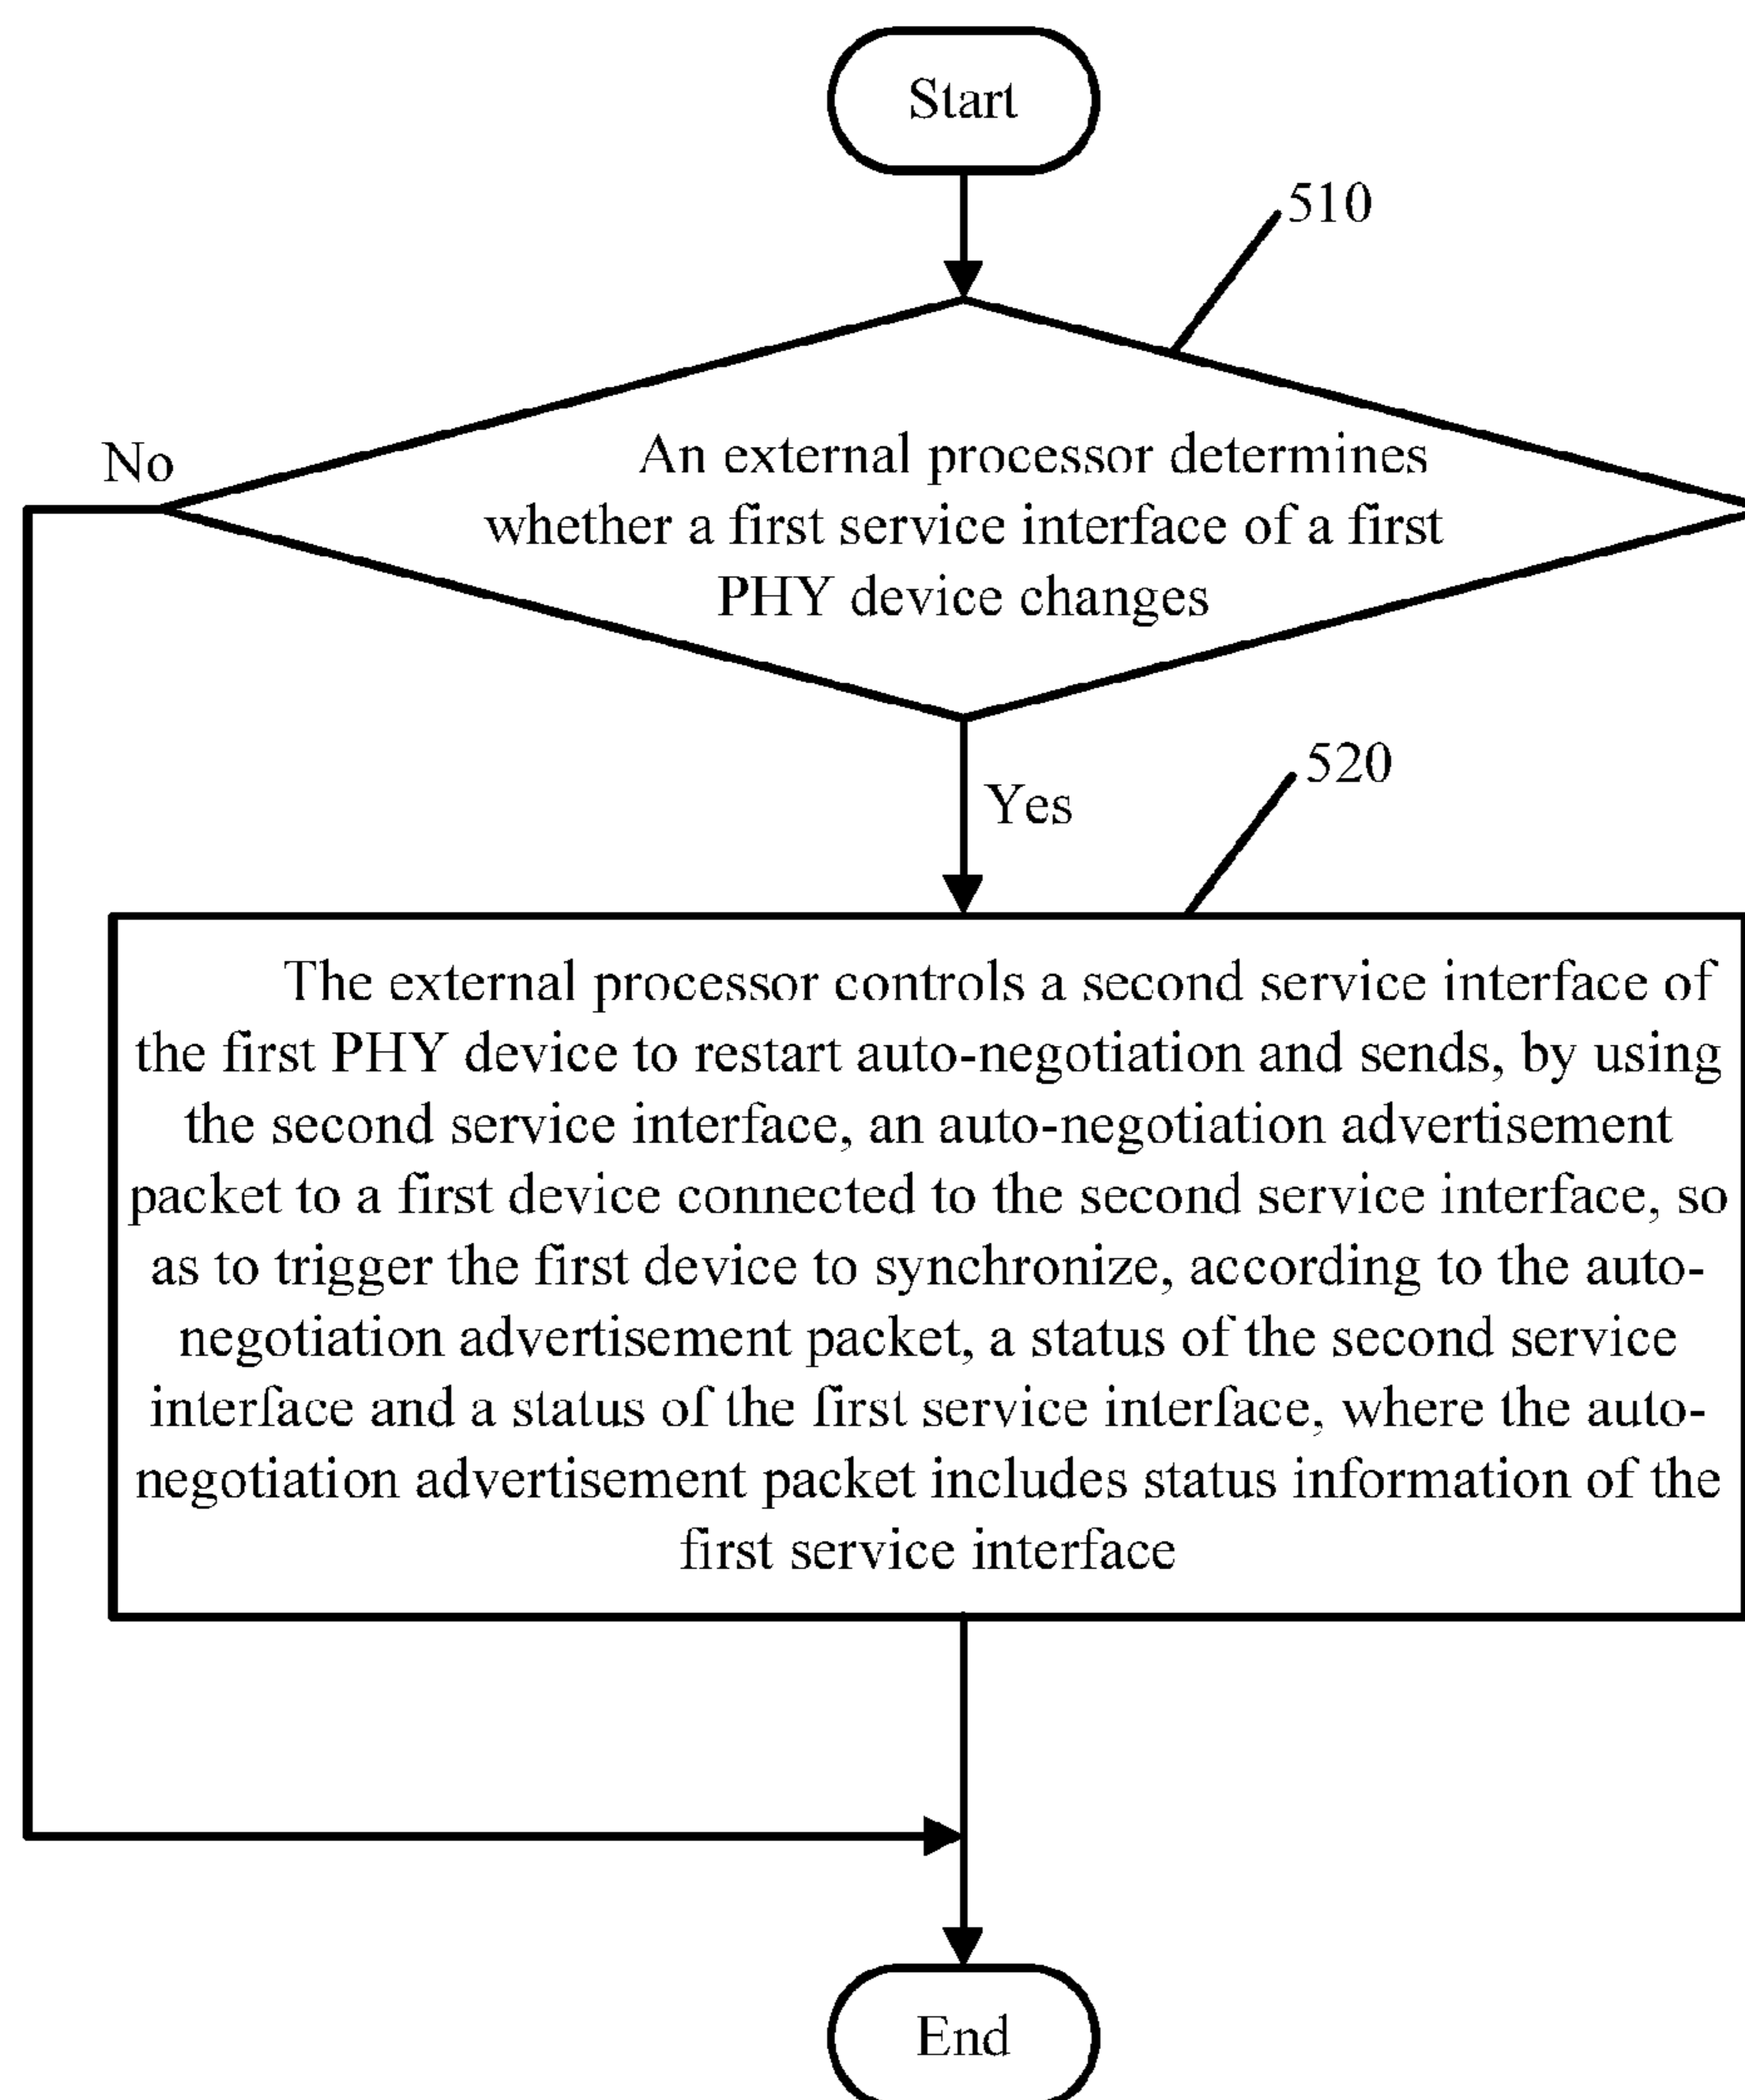 Start
510
An external processor determines
whether a first service interface of a first
PHY device changes
No
Yes
520
The external processor controls a second service interface of
the first PHY device to restart auto-negotiation and sends, by using
the second service interface, an auto-negotiation advertisement
packet to a first device connected to the second service interface, so
as to trigger the first device to synchronize, according to the auto-
negotiation advertisement packet, a status of the second service
interface and a status of the first service interface, where the auto-
negotiation advertisement packet includes status information of the
first service interface
End